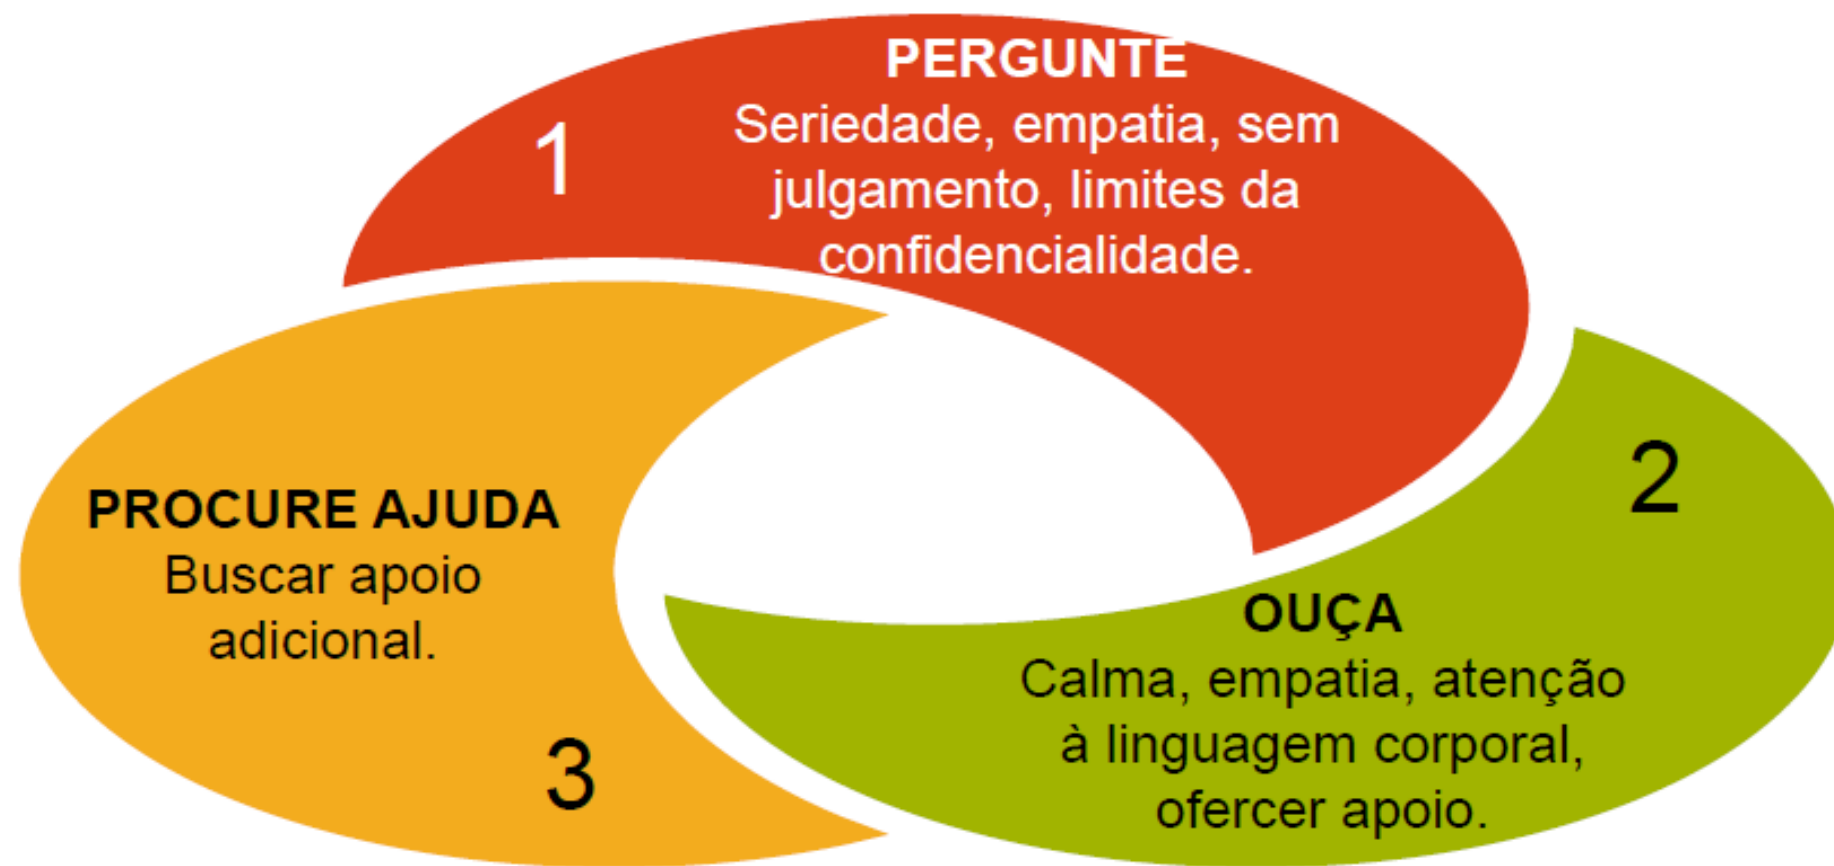 1
PERGUNTE
Seriedade, empatia, sem
julgamento, limites da
confidencialidade.
2
OUÇA
Calma, empatia, atenção
à linguagem corporal,
ofercer apoio.
PROCURE AJUDA
Buscar apoio
adicional.
3